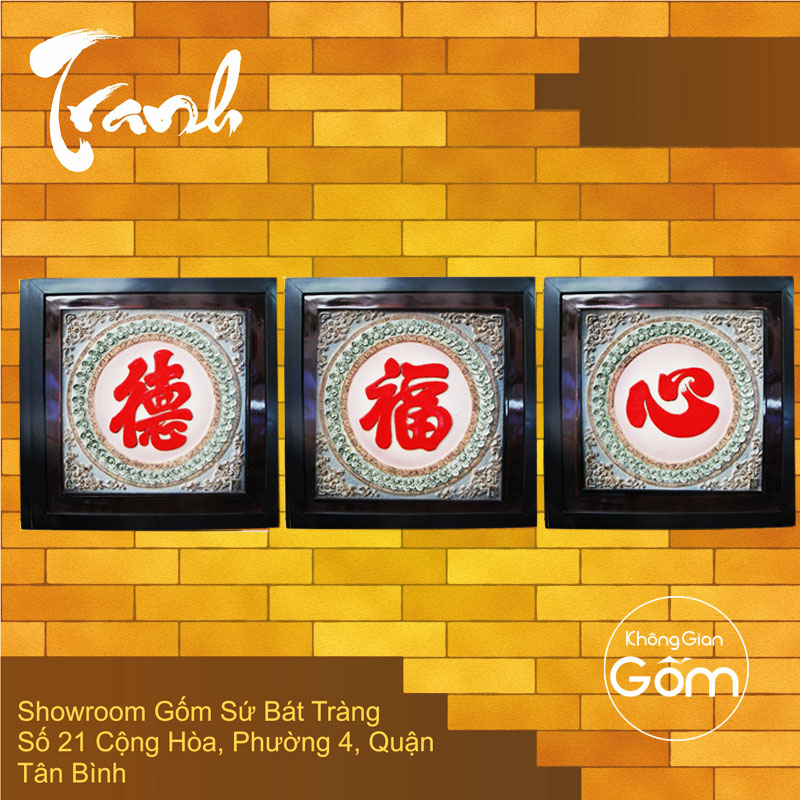 Tranh
德
福
心
Không Gian
Gốm
Showroom Gốm Sứ Bát Tràng
Số 21 Cộng Hòa, Phường 4, Quận
Tân Bình